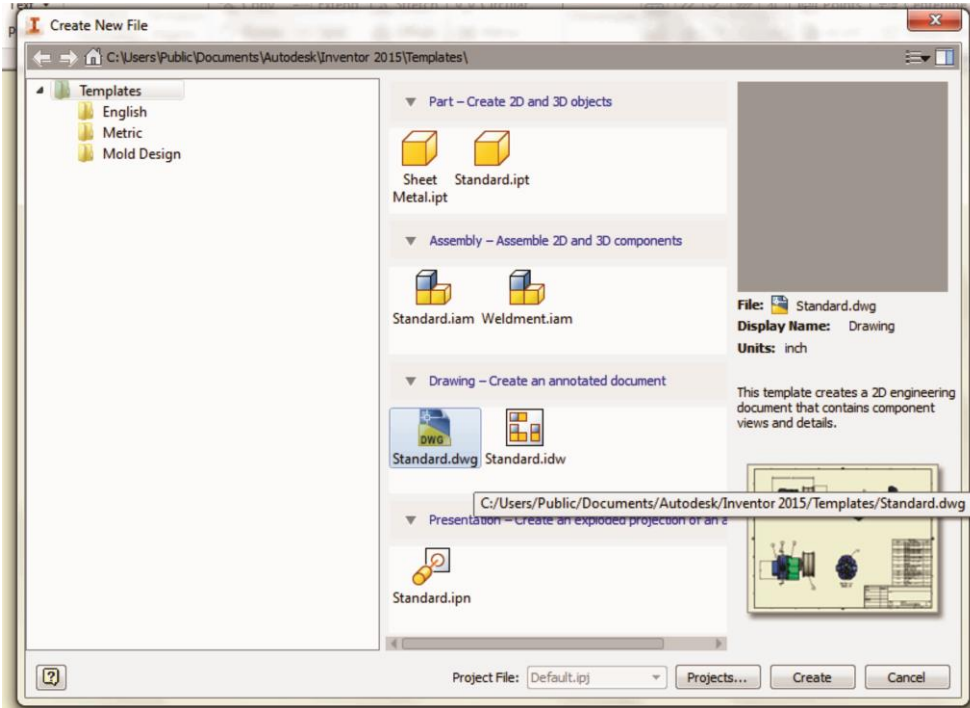 Create New File
C:\Users\Public\Documents\Autodesk\Inventor 2015\Templates\
Templates
English
Metric
Mold Design
Part – Create 2D and 3D objects
Sheet
Metal.ipt
Standard.ipt
Assembly – Assemble 2D and 3D components
Standard.iam
Weldment.iam
Drawing – Create an annotated document
DWG
Standard.dwg
Standard.idw
C:/Users/Public/Documents/Autodesk/Inventor 2015/Templates/Standard.dwg
Presentation – Create an exploded projection of an a
Standard.ipn
File: Standard.dwg
Display Name: Drawing
Units: inch
This template creates a 2D engineering
document that contains component
views and details.
Project File: Default.ipj
Projects...
Create
Cancel